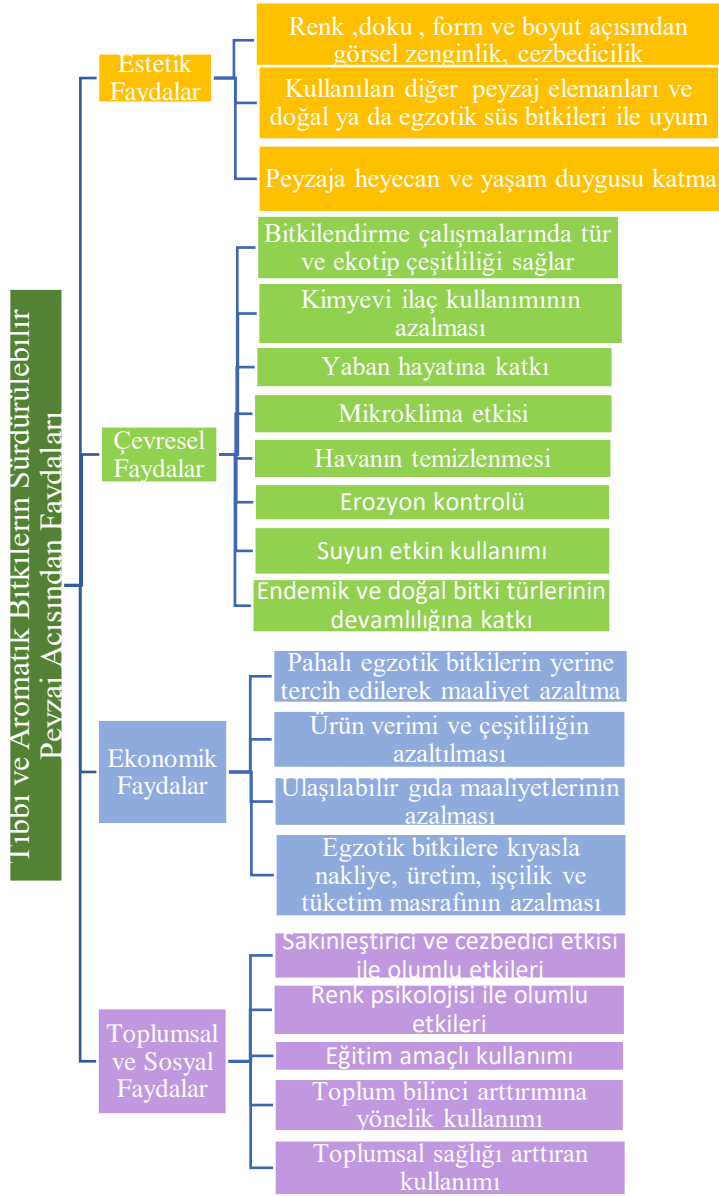 Tıbbi ve Aromatik Bitkilerin Sürdürülebilir
Peyzaj Açısından Faydaları
Estetik
Faydalar
Renk ,doku , form ve boyut açısından
görsel zenginlik, cezbedicilik
Kullanılan diğer peyzaj elemanları ve
doğal ya da egzotik süs bitkileri ile uyum
Peyzaja heyecan ve yaşam duygusu katma
Çevresel
Faydalar
Bitkilendirme çalışmalarında tür
ve ekotip çeşitliliği sağlar
Kimyevi ilaç kullanımının
azalması
Yaban hayatına katkı
Mikroklima etkisi
Havanın temizlenmesi
Erozyon kontrolü
Suyun etkin kullanımı
Endemik ve doğal bitki türlerinin
devamlılığına katkı
Ekonomik
Faydalar
Pahalı egzotik bitkilerin yerine
tercih edilerek maaliyet azaltma
Ürün verimi ve çeşitliliğin
azaltılması
Ulaşılabilir gıda maaliyetlerinin
azalması
Egzotik bitkilere kıyasla
nakliye, üretim, işçilik ve
tüketim masrafının azalması
Toplumsal
ve Sosyal
Faydalar
Sakinleştirici ve cezbedici etkisi
ile olumlu etkileri
Renk psikolojisi ile olumlu
etkileri
Eğitim amaçlı kullanımı
Toplum bilinci arttırımına
yönelik kullanımı
Toplumsal sağlığı arttıran
kullanımı